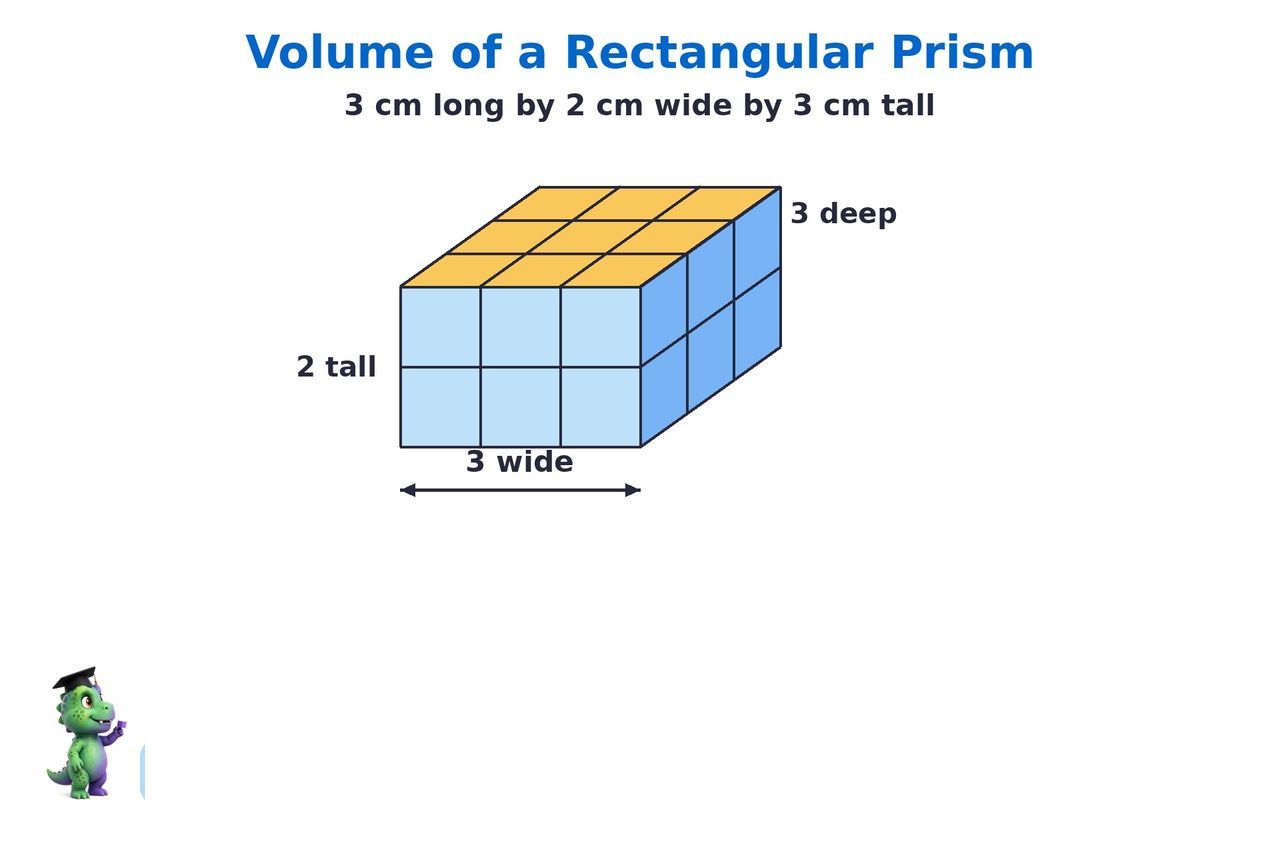 Volume of a Rectangular Prism
3 cm long by 2 cm wide by 3 cm tall
3 deep
2 tall
3 wide